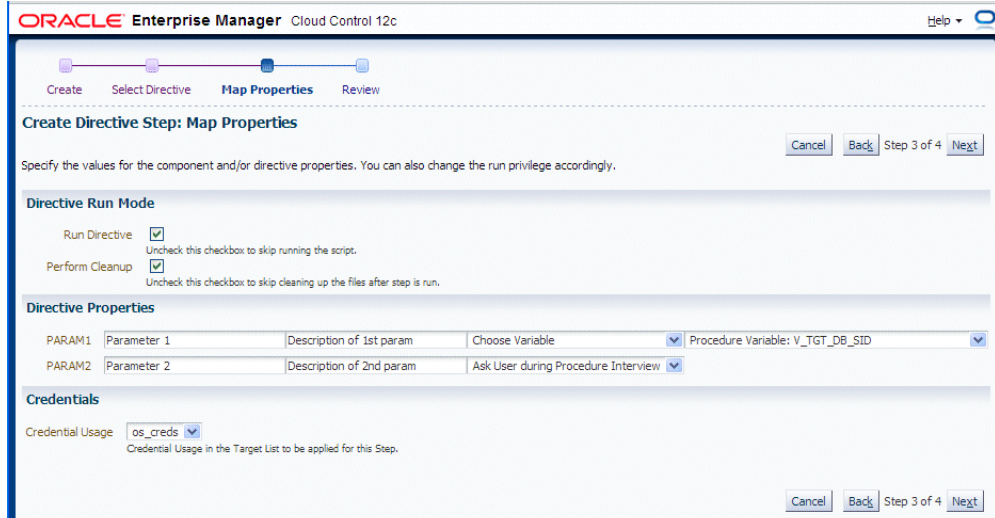 ORACLE Enterprise Manager Cloud Control 12c Help
Create Select Directive Map Properties Review
Create Directive Step: Map Properties
Cancel Back Step 3 of 4 Next
Specify the values for the component and/or directive properties. You can also change the run privilege accordingly.
Directive Run Mode
Run Directive
Uncheck this checkbox to skip running the script.
Perform Cleanup
Uncheck this checkbox to skip cleaning up the files after step is run.
Directive Properties
PARAM1 Parameter 1 Description of 1st param Choose Variable Procedure Variable: V_TGT_DB_SID
PARAM2 Parameter 2 Description of 2nd param Ask User during Procedure Interview
Credentials
Credential Usage os_creds
Credential Usage in the Target List to be applied for this Step.
Cancel Back Step 3 of 4 Next